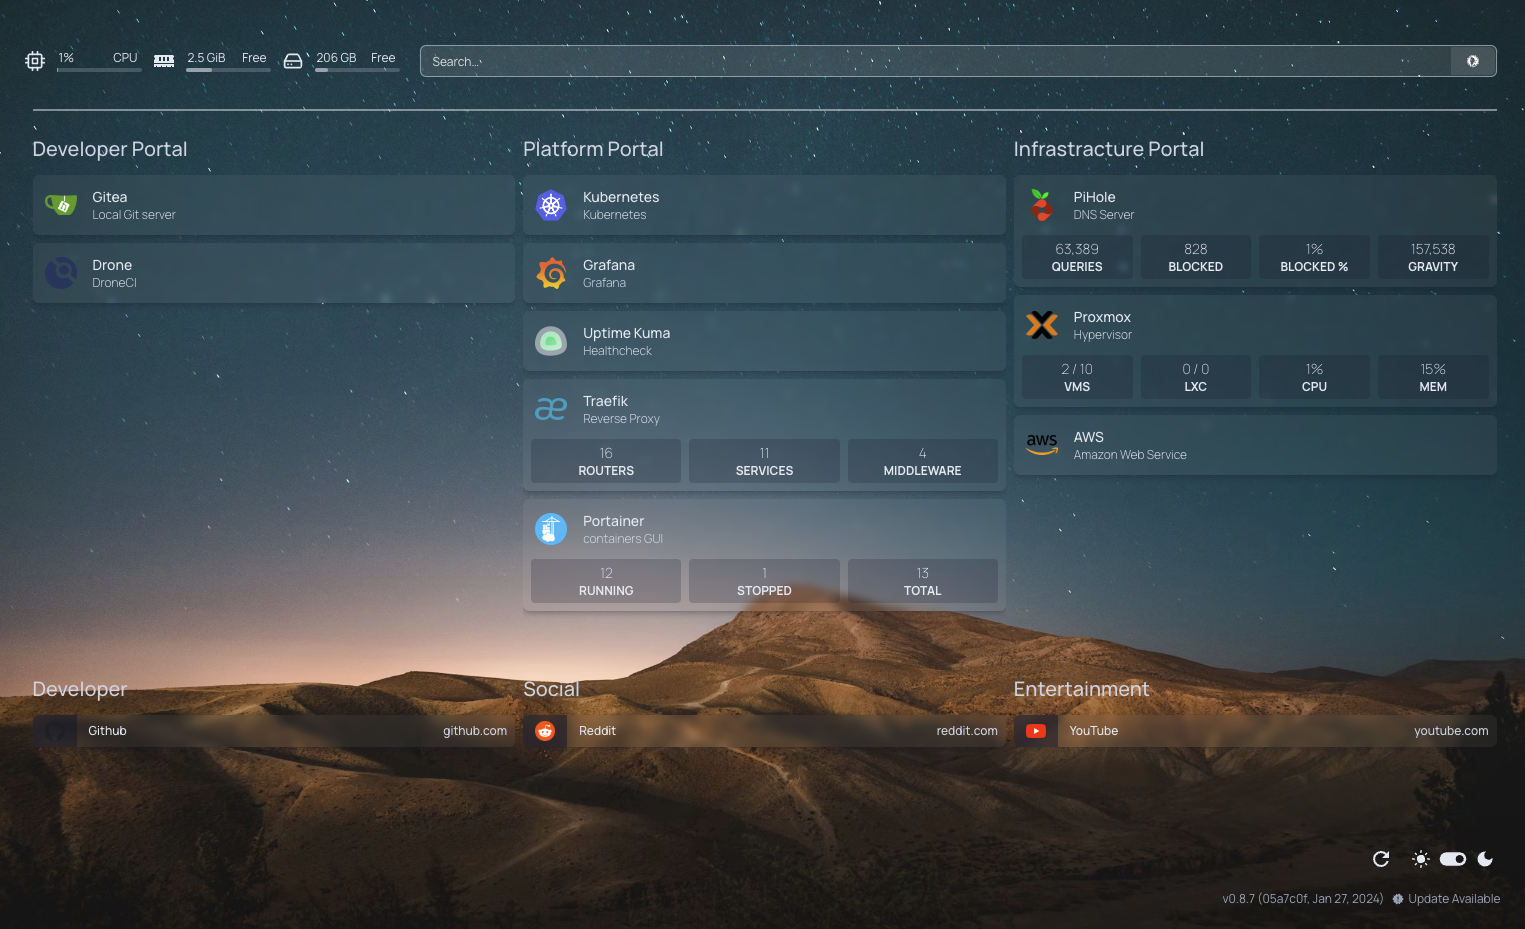 1% CPU 2.5 GiB Free 206 GB Free Search...
Developer Portal
Gitea
Local Git server
Drone
DroneCI
Platform Portal
Kubernetes
Kubernetes
Grafana
Grafana
Uptime Kuma
Healthcheck
Traefik
Reverse Proxy
16 11 4
ROUTERS SERVICES MIDDLEWARE
Portainer
containers GUI
12 1 13
RUNNING STOPPED TOTAL
Infrastracture Portal
PiHole
DNS Server
63,389 828 1% 157,538
QUERIES BLOCKED BLOCKED % GRAVITY
Proxmox
Hypervisor
2 / 10 0 / 0 1% 15%
VMS LXC CPU MEM
aws
AWS
Amazon Web Service
Developer
Github github.com
Social
Reddit reddit.com
Entertainment
YouTube youtube.com
v0.8.7 (05a7c0f, Jan 27, 2024) Update Available